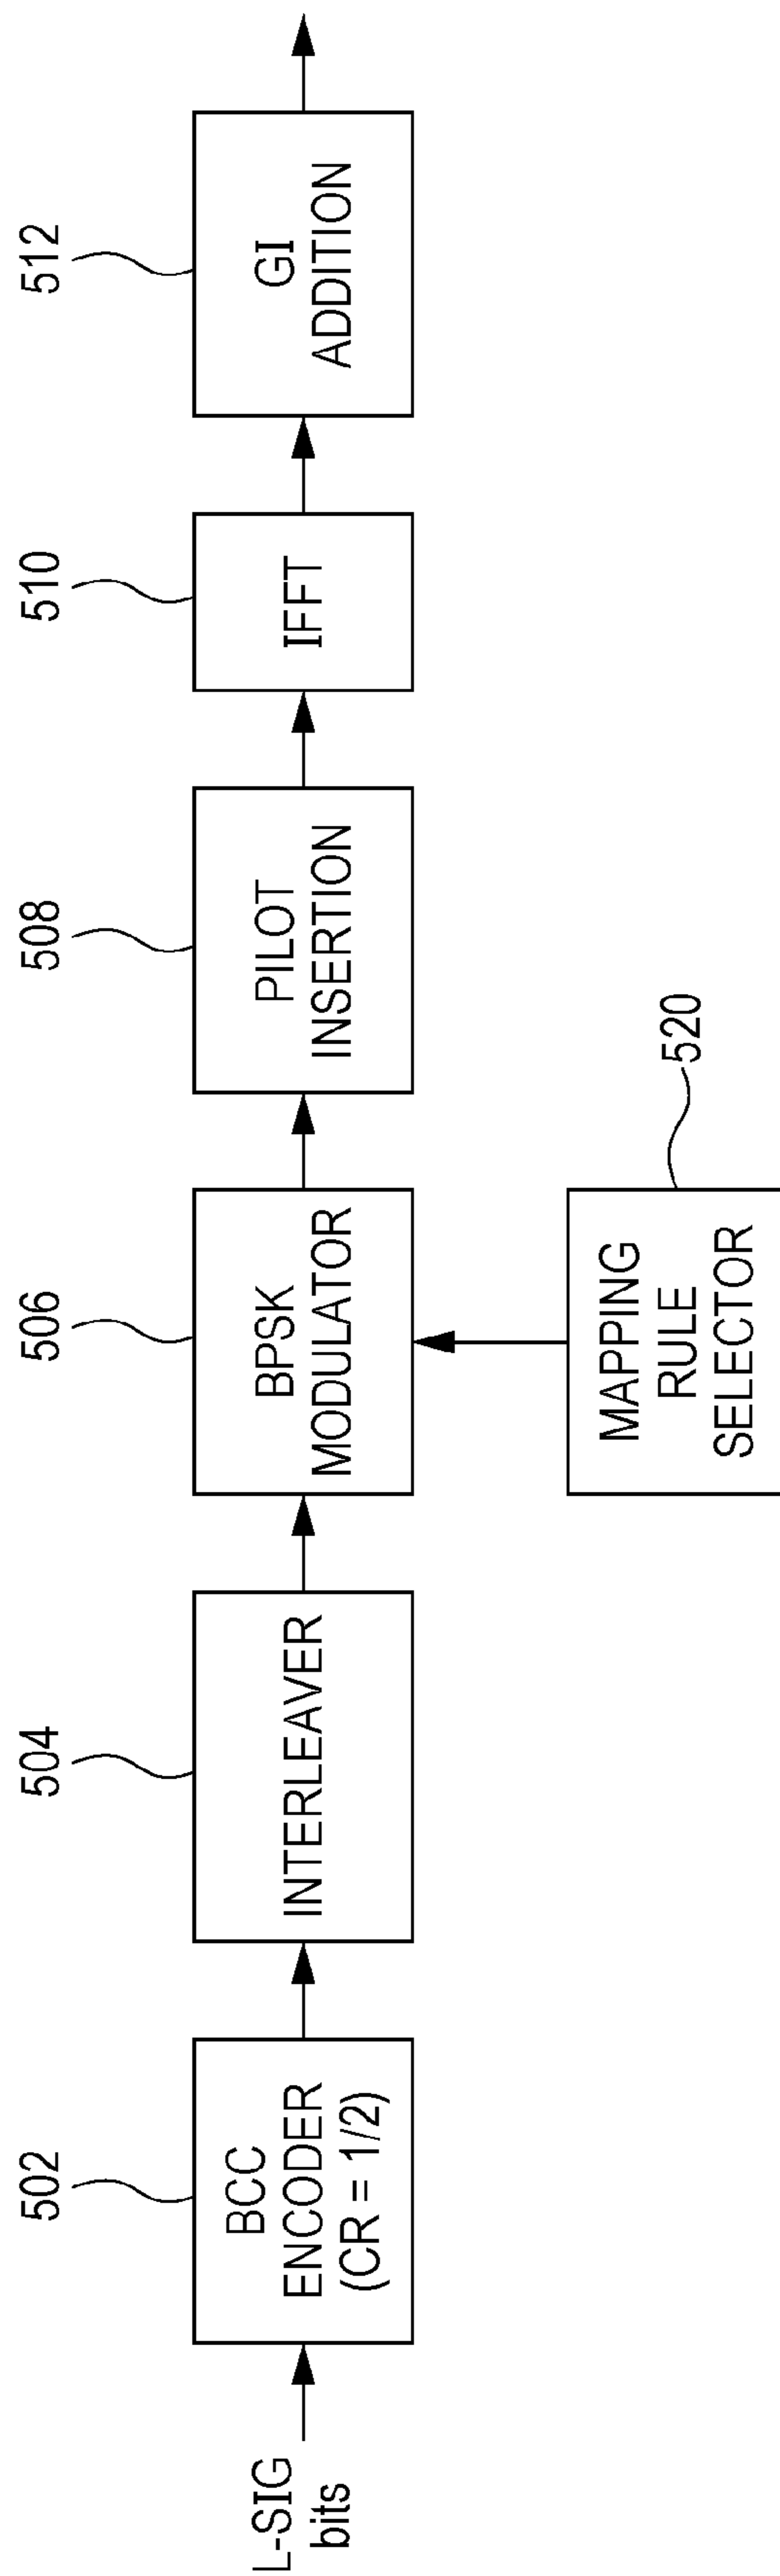 L-SIG
bits
502
BCC
ENCODER
(CR = 1/2)
504
INTERLEAVER
506
BPSK
MODULATOR
508
PILOT
INSERTION
510
IFFT
512
GI
ADDITION
MAPPING
RULE
SELECTOR
520